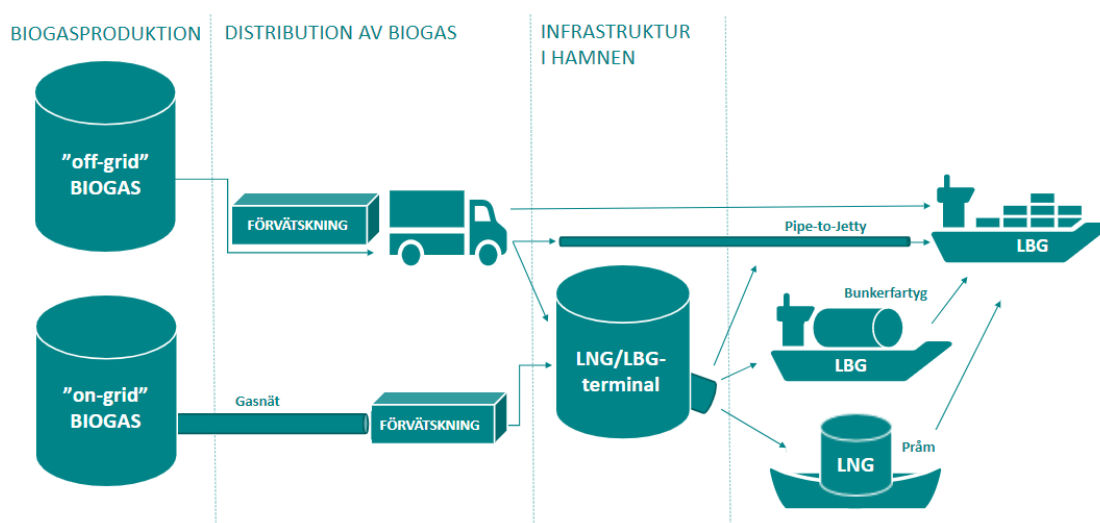 BIOGASPRODUKTION
DISTRIBUTION AV BIOGAS
INFRASTRUKTUR
I HAMNEN
”off-grid”
BIOGAS
FÖRVÄTSKNING
Pipe-to-Jetty
LBG
Bunkerfartyg
LBG
LNG/LBG-
terminal
”on-grid”
BIOGAS
Gasnät
FÖRVÄTSKNING
Pråm
LNG